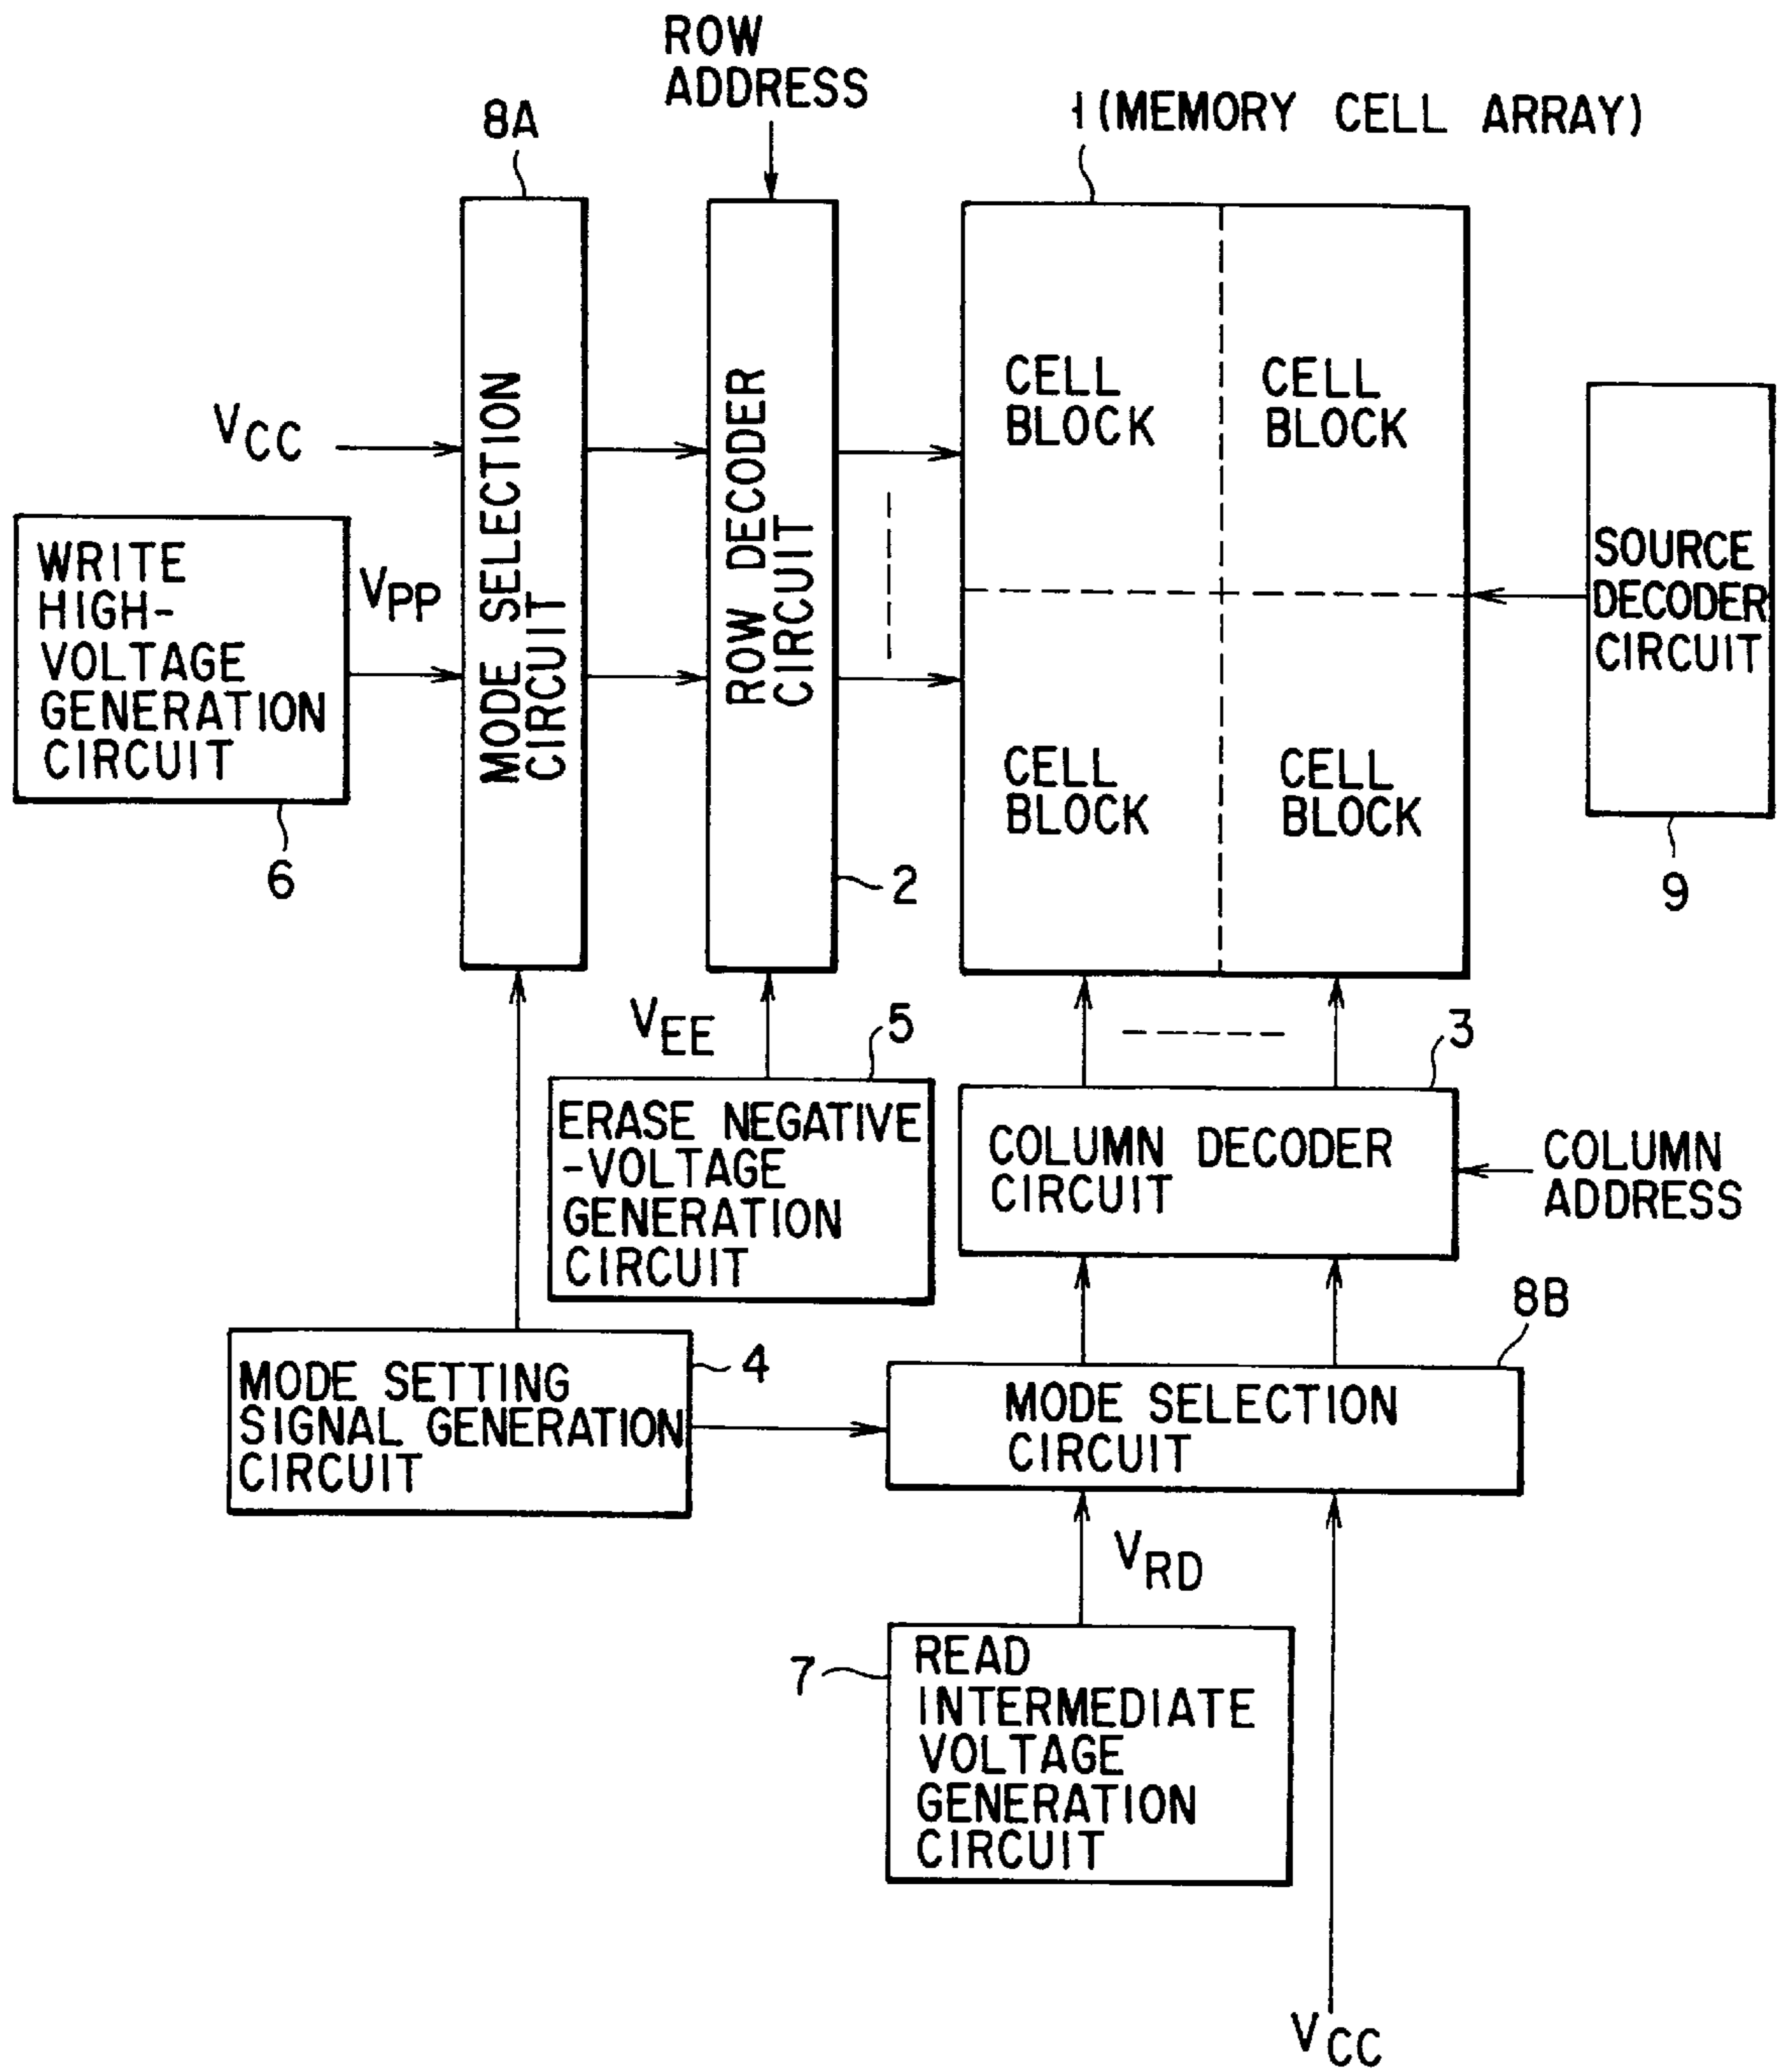 ROW
ADDRESS
8A
1 (MEMORY CELL ARRAY)
VCC
MODE SELECTION
CIRCUIT
ROW DECODER
CIRCUIT
CELL
BLOCK
CELL
BLOCK
WRITE
HIGH-
VOLTAGE
GENERATION
CIRCUIT
VPP
SOURCE
DECODER
CIRCUIT
CELL
BLOCK
CELL
BLOCK
6
2
9
VEE
5
3
ERASE NEGATIVE
-VOLTAGE
GENERATION
CIRCUIT
COLUMN DECODER
CIRCUIT
COLUMN
ADDRESS
8B
MODE SETTING
SIGNAL GENERATION
CIRCUIT
4
MODE SELECTION
CIRCUIT
VRD
7
READ
INTERMEDIATE
VOLTAGE
GENERATION
CIRCUIT
VCC